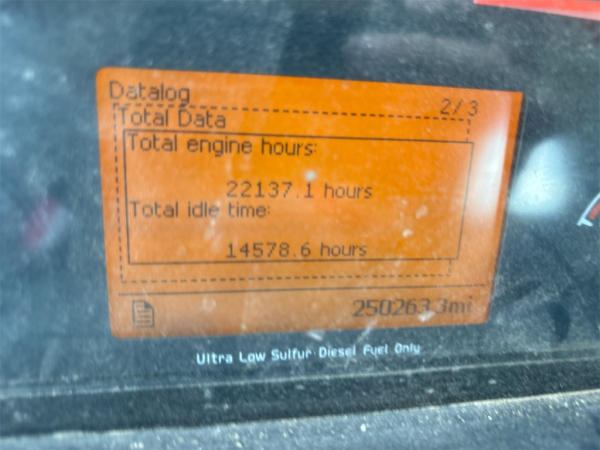 Datalog
2/3
Total Data
Total engine hours:
22137.1 hours
Total idle time:
14578.6 hours
250263.3mi
Ultra Low Sulfur Diesel Fuel Only